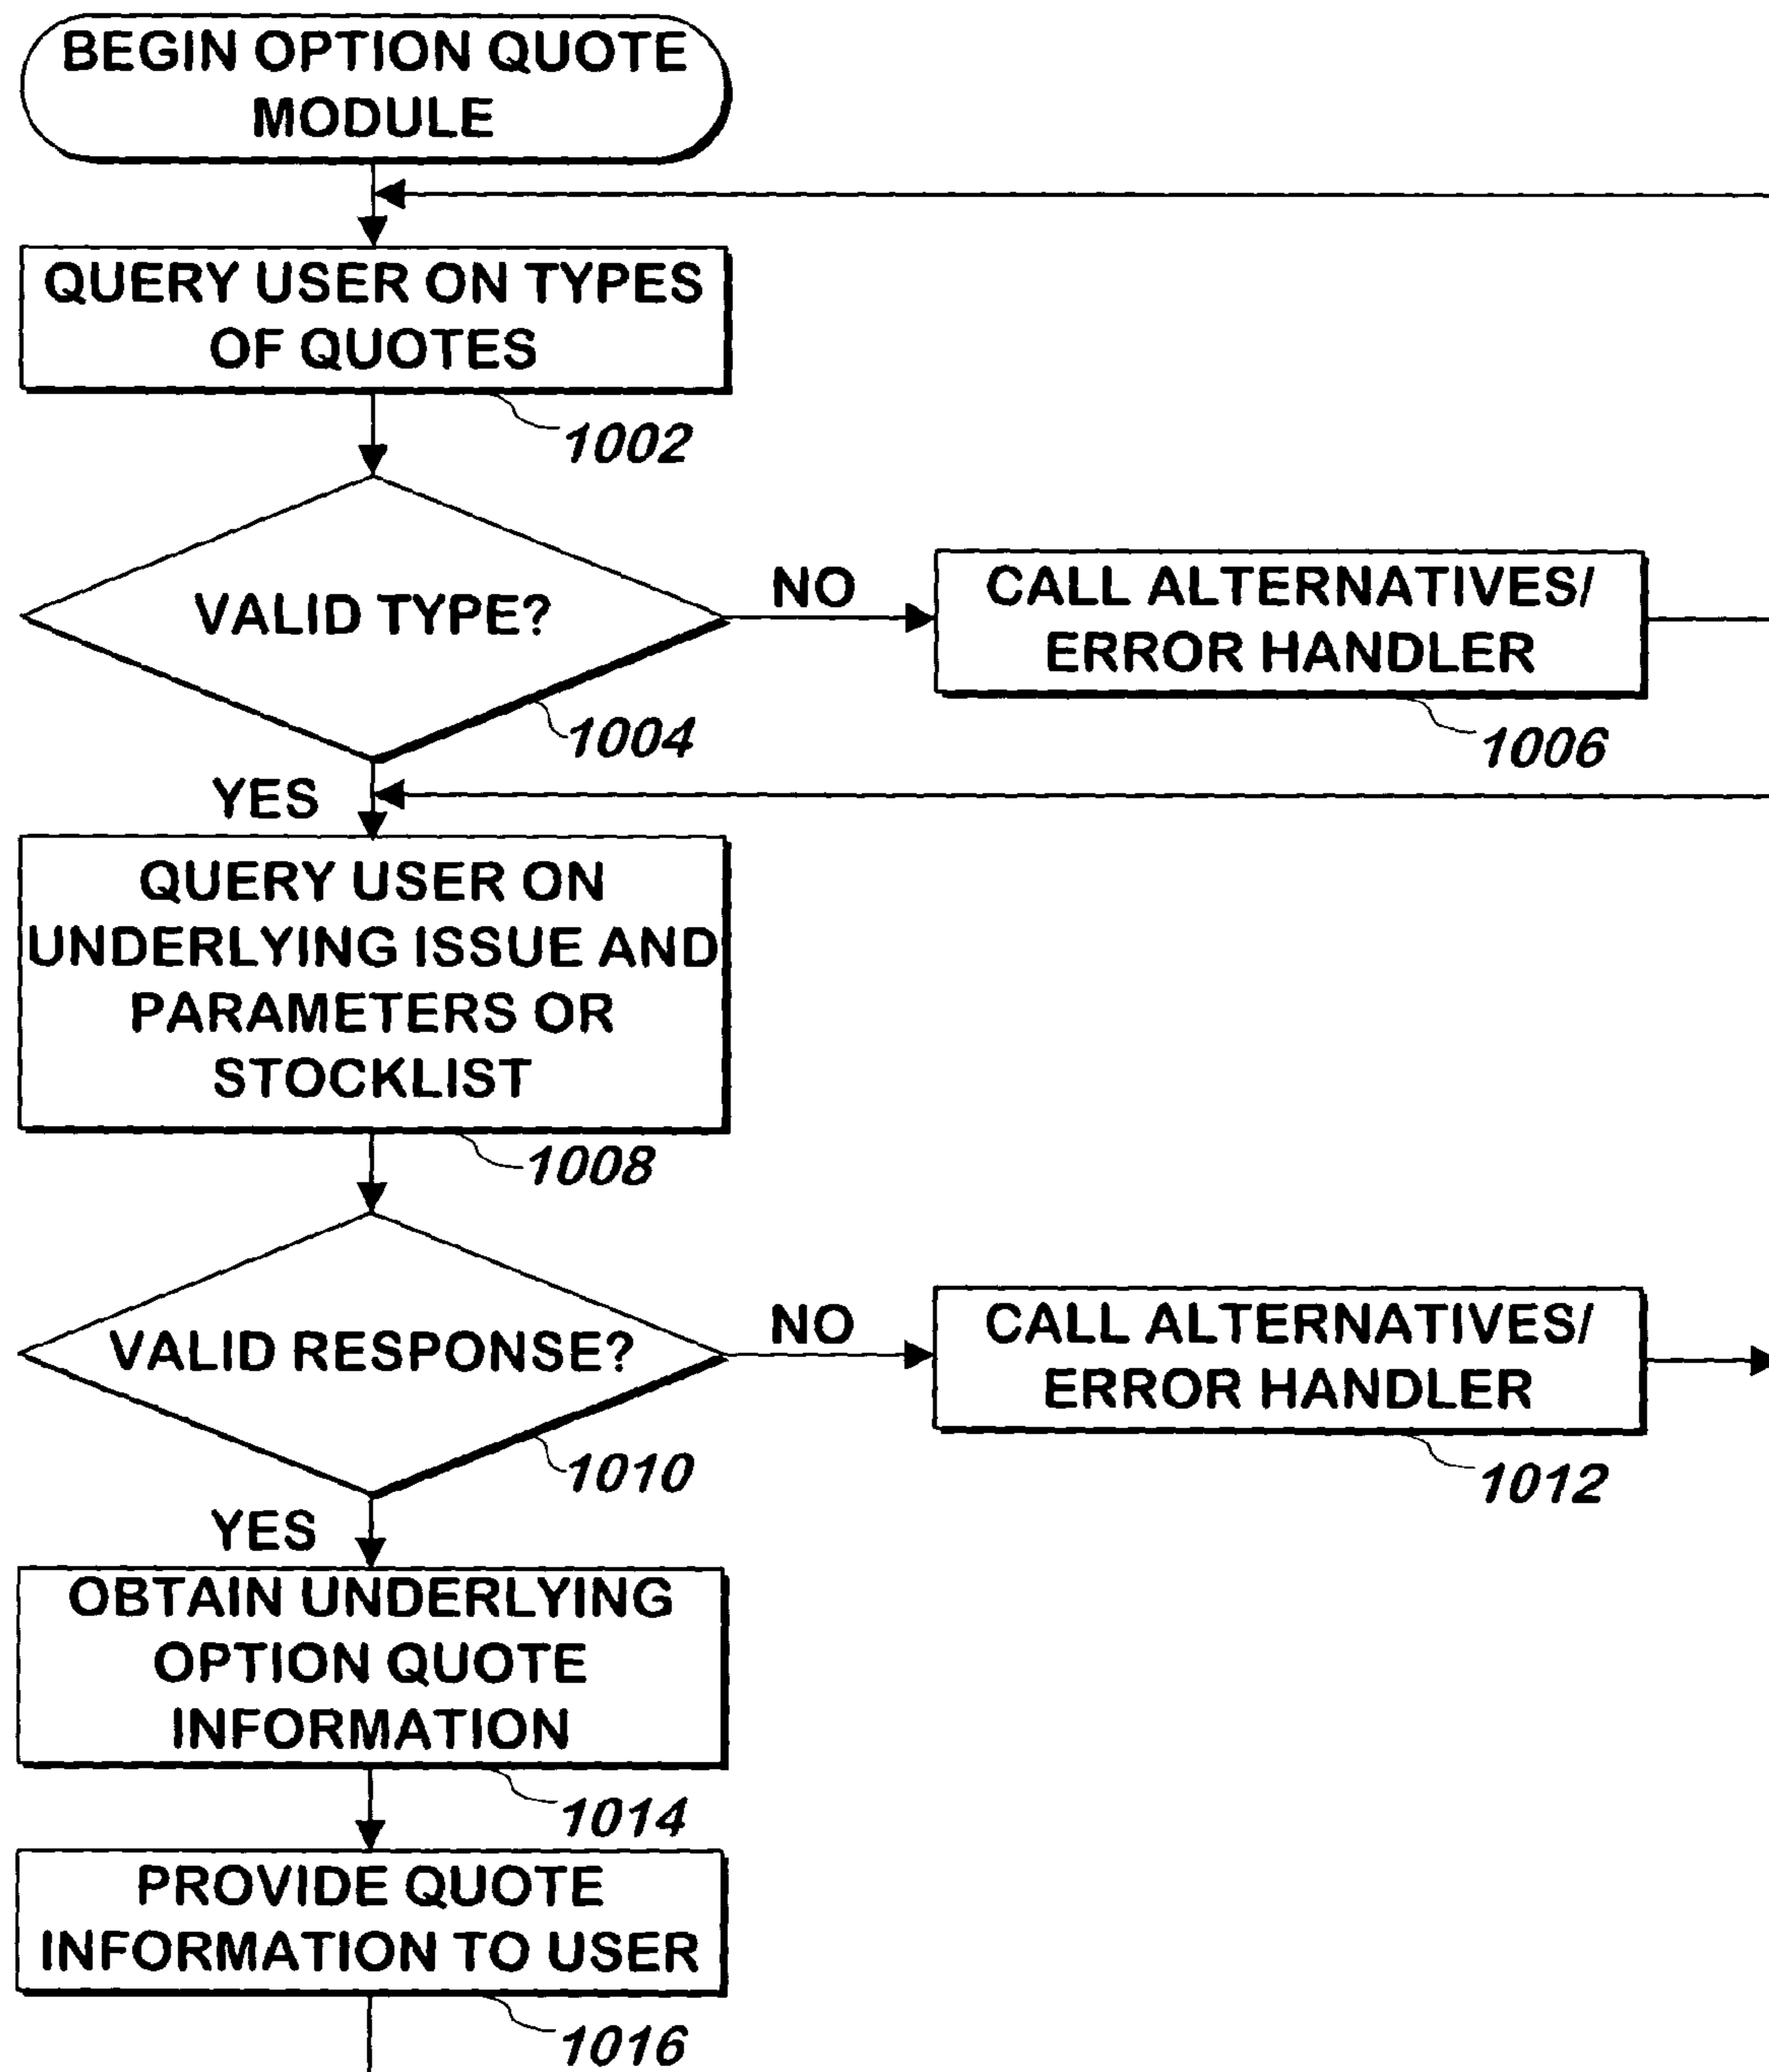 BEGIN OPTION QUOTE
MODULE
QUERY USER ON TYPES
OF QUOTES
1002
VALID TYPE?
NO
CALL ALTERNATIVES/
ERROR HANDLER
1004
1006
YES
QUERY USER ON
UNDERLYING ISSUE AND
PARAMETERS OR
STOCKLIST
1008
VALID RESPONSE?
NO
CALL ALTERNATIVES/
ERROR HANDLER
1010
1012
YES
OBTAIN UNDERLYING
OPTION QUOTE
INFORMATION
1014
PROVIDE QUOTE
INFORMATION TO USER
1016